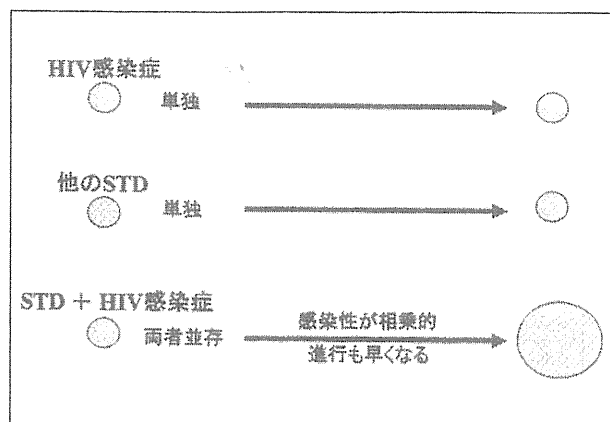 HIV感染症
単独
他のSTD
単独
STD + HIV感染症
両者並存
感染性が相乗的
進行も早くなる